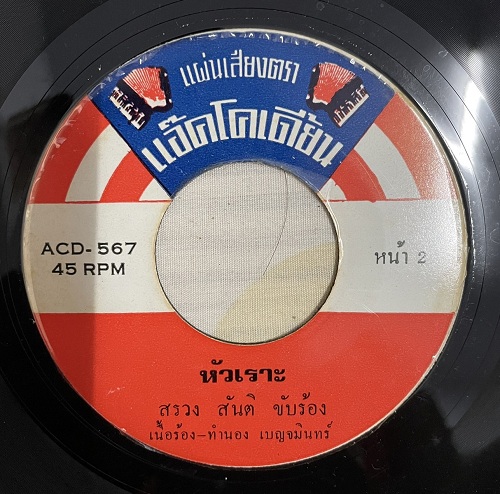 แผ่นเสียงตรา
แอ๊คโคเดียน
ACD-567
45 RPM
หน้า 2
หัวเราะ
สรวง สันติ ขับร้อง
เนื้อร้อง-ทำนอง เบญจมินทร์